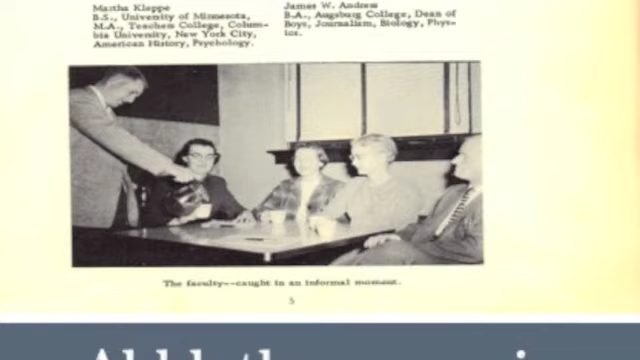 Martha Kleppe
B.S., University of Minnesota,
M.A., Teachers College, Colum-
bia University, New York City,
American History, Psychology.
James W. Andreas
B.A., Augsburg College, Dean of
Boys, Journalism, Biology, Phys-
ics.
The faculty--caught in an informal moment.
5